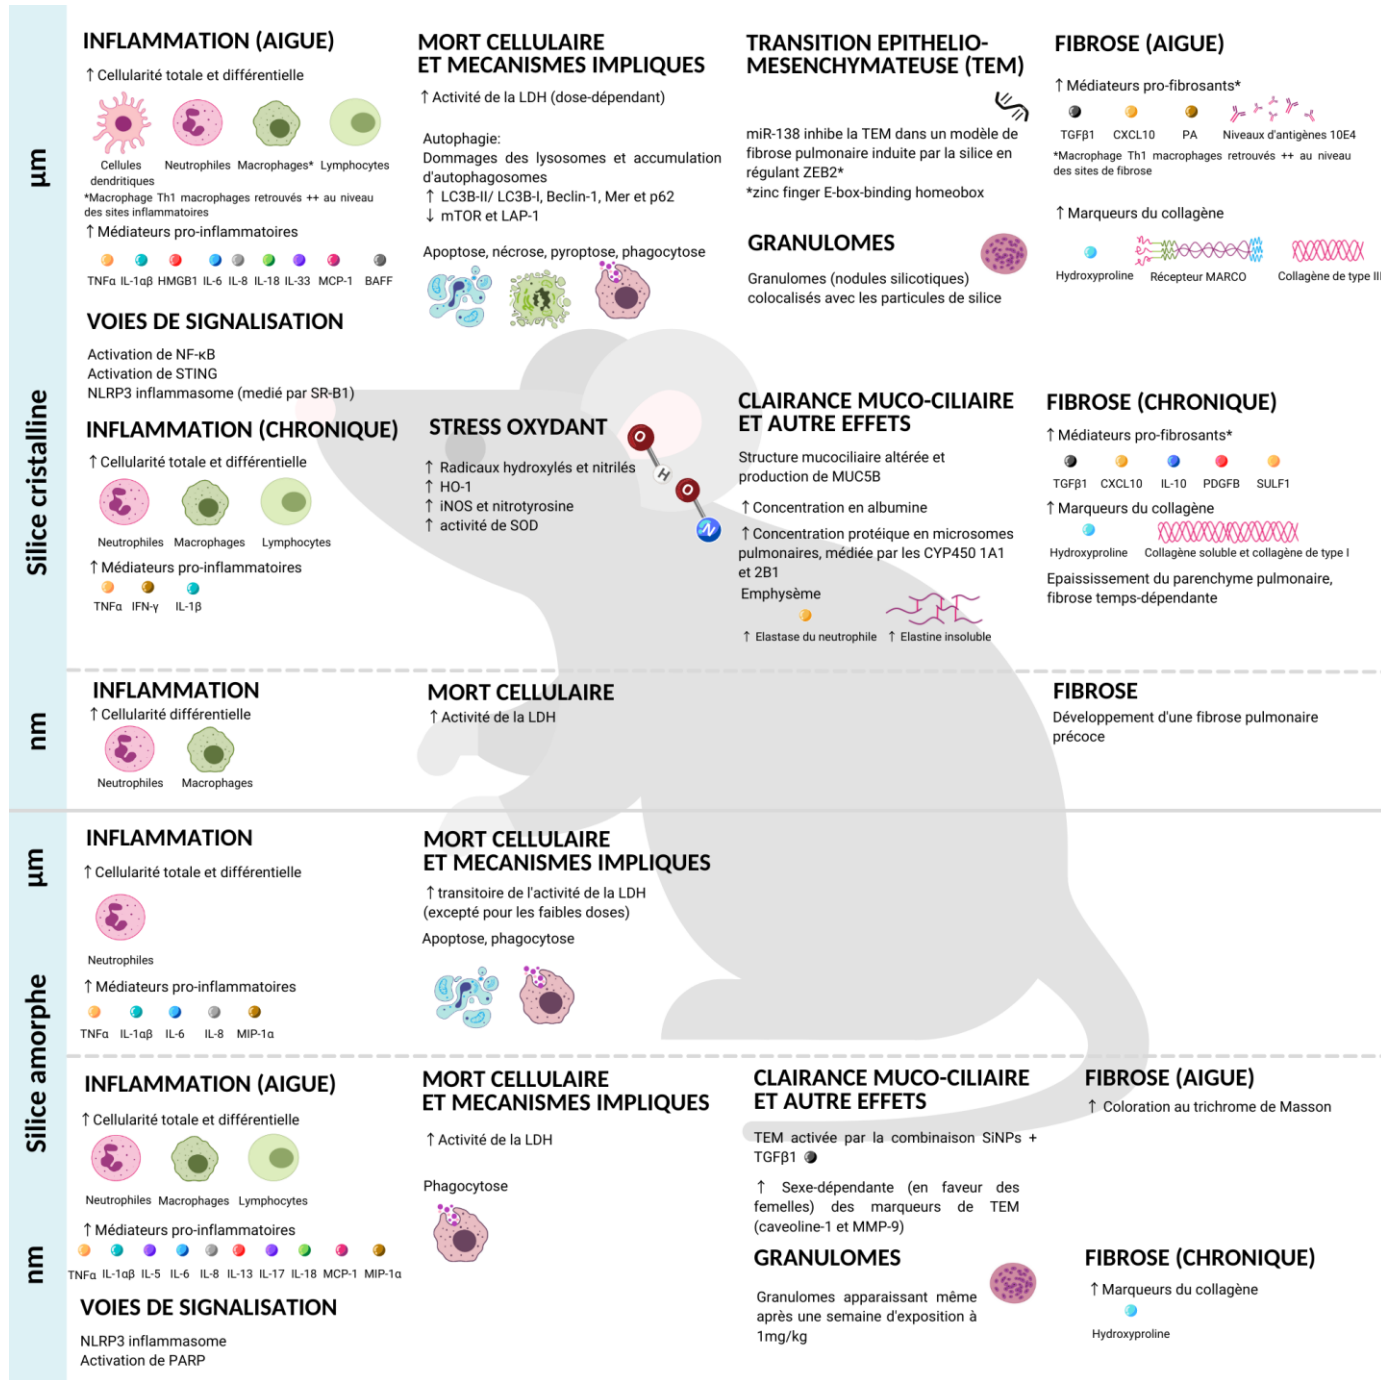 Silice cristalline
µm
INFLAMMATION (AIGUE)
↑ Cellularité totale et différentielle
Cellules
dendritiques
Neutrophiles
Macrophages*
Lymphocytes
*Macrophage Th1 macrophages retrouvés ++ au niveau
des sites inflammatoires
↑ Médiateurs pro-inflammatoires
TNFα IL-1αβ HMGB1 IL-6 IL-8 IL-18 IL-33 MCP-1 BAFF
VOIES DE SIGNALISATION
Activation de NF-κB
Activation de STING
NLRP3 inflammasome (medié par SR-B1)
INFLAMMATION (CHRONIQUE)
↑ Cellularité totale et différentielle
Neutrophiles Macrophages Lymphocytes
↑ Médiateurs pro-inflammatoires
TNFα IFN-γ IL-1β
MORT CELLULAIRE
ET MECANISMES IMPLIQUES
↑ Activité de la LDH (dose-dépendant)
Autophagie:
Dommages des lysosomes et accumulation
d'autophagosomes
↑ LC3B-II/ LC3B-I, Beclin-1, Mer et p62
↓ mTOR et LAP-1
Apoptose, nécrose, pyroptose, phagocytose
STRESS OXYDANT
↑ Radicaux hydroxylés et nitrilés
↑ HO-1
↑ iNOS et nitrotyrosine
↑ activité de SOD
O
H
O
N
TRANSITION EPITHELIO-
MESENCHYMATEUSE (TEM)
miR-138 inhibe la TEM dans un modèle de
fibrose pulmonaire induite par la silice en
régulant ZEB2*
*zinc finger E-box-binding homeobox
GRANULOMES
Granulomes (nodules silicotiques)
colocalisés avec les particules de silice
CLAIRANCE MUCO-CILIAIRE
ET AUTRE EFFETS
Structure mucociliaire altérée et
production de MUC5B
↑ Concentration en albumine
↑ Concentration protéique en microsomes
pulmonaires, médiée par les CYP450 1A1
et 2B1
Emphysème
↑ Elastase du neutrophile
↑ Elastine insoluble
FIBROSE (AIGUE)
↑ Médiateurs pro-fibrosants*
TGFβ1 CXCL10 PA Niveaux d'antigènes 10E4
*Macrophage Th1 macrophages retrouvés ++ au niveau
des sites de fibrose
↑ Marqueurs du collagène
Hydroxyproline Récepteur MARCO Collagène de type III
FIBROSE (CHRONIQUE)
↑ Médiateurs pro-fibrosants*
TGFβ1 CXCL10 IL-10 PDGFB SULF1
↑ Marqueurs du collagène
Hydroxyproline Collagène soluble et collagène de type I
Epaississement du parenchyme pulmonaire,
fibrose temps-dépendante
nm
INFLAMMATION
↑ Cellularité différentielle
Neutrophiles Macrophages
MORT CELLULAIRE
↑ Activité de la LDH
FIBROSE
Développement d'une fibrose pulmonaire
précoce
Silice amorphe
µm
INFLAMMATION
↑ Cellularité totale et différentielle
Neutrophiles
↑ Médiateurs pro-inflammatoires
TNFα IL-1αβ IL-6 IL-8 MIP-1α
MORT CELLULAIRE
ET MECANISMES IMPLIQUES
↑ transitoire de l'activité de la LDH
(excepté pour les faibles doses)
Apoptose, phagocytose
nm
INFLAMMATION (AIGUE)
↑ Cellularité totale et différentielle
Neutrophiles Macrophages Lymphocytes
↑ Médiateurs pro-inflammatoires
TNFα IL-1αβ IL-5 IL-6 IL-8 IL-13 IL-17 IL-18 MCP-1 MIP-1α
VOIES DE SIGNALISATION
NLRP3 inflammasome
Activation de PARP
MORT CELLULAIRE
ET MECANISMES IMPLIQUES
↑ Activité de la LDH
Phagocytose
CLAIRANCE MUCO-CILIAIRE
ET AUTRE EFFETS
TEM activée par la combinaison SiNPs +
TGFβ1
↑ Sexe-dépendante (en faveur des
femelles) des marqueurs de TEM
(caveoline-1 et MMP-9)
GRANULOMES
Granulomes apparaissant même
après une semaine d'exposition à
1mg/kg
FIBROSE (AIGUE)
↑ Coloration au trichrome de Masson
FIBROSE (CHRONIQUE)
↑ Marqueurs du collagène
Hydroxyproline